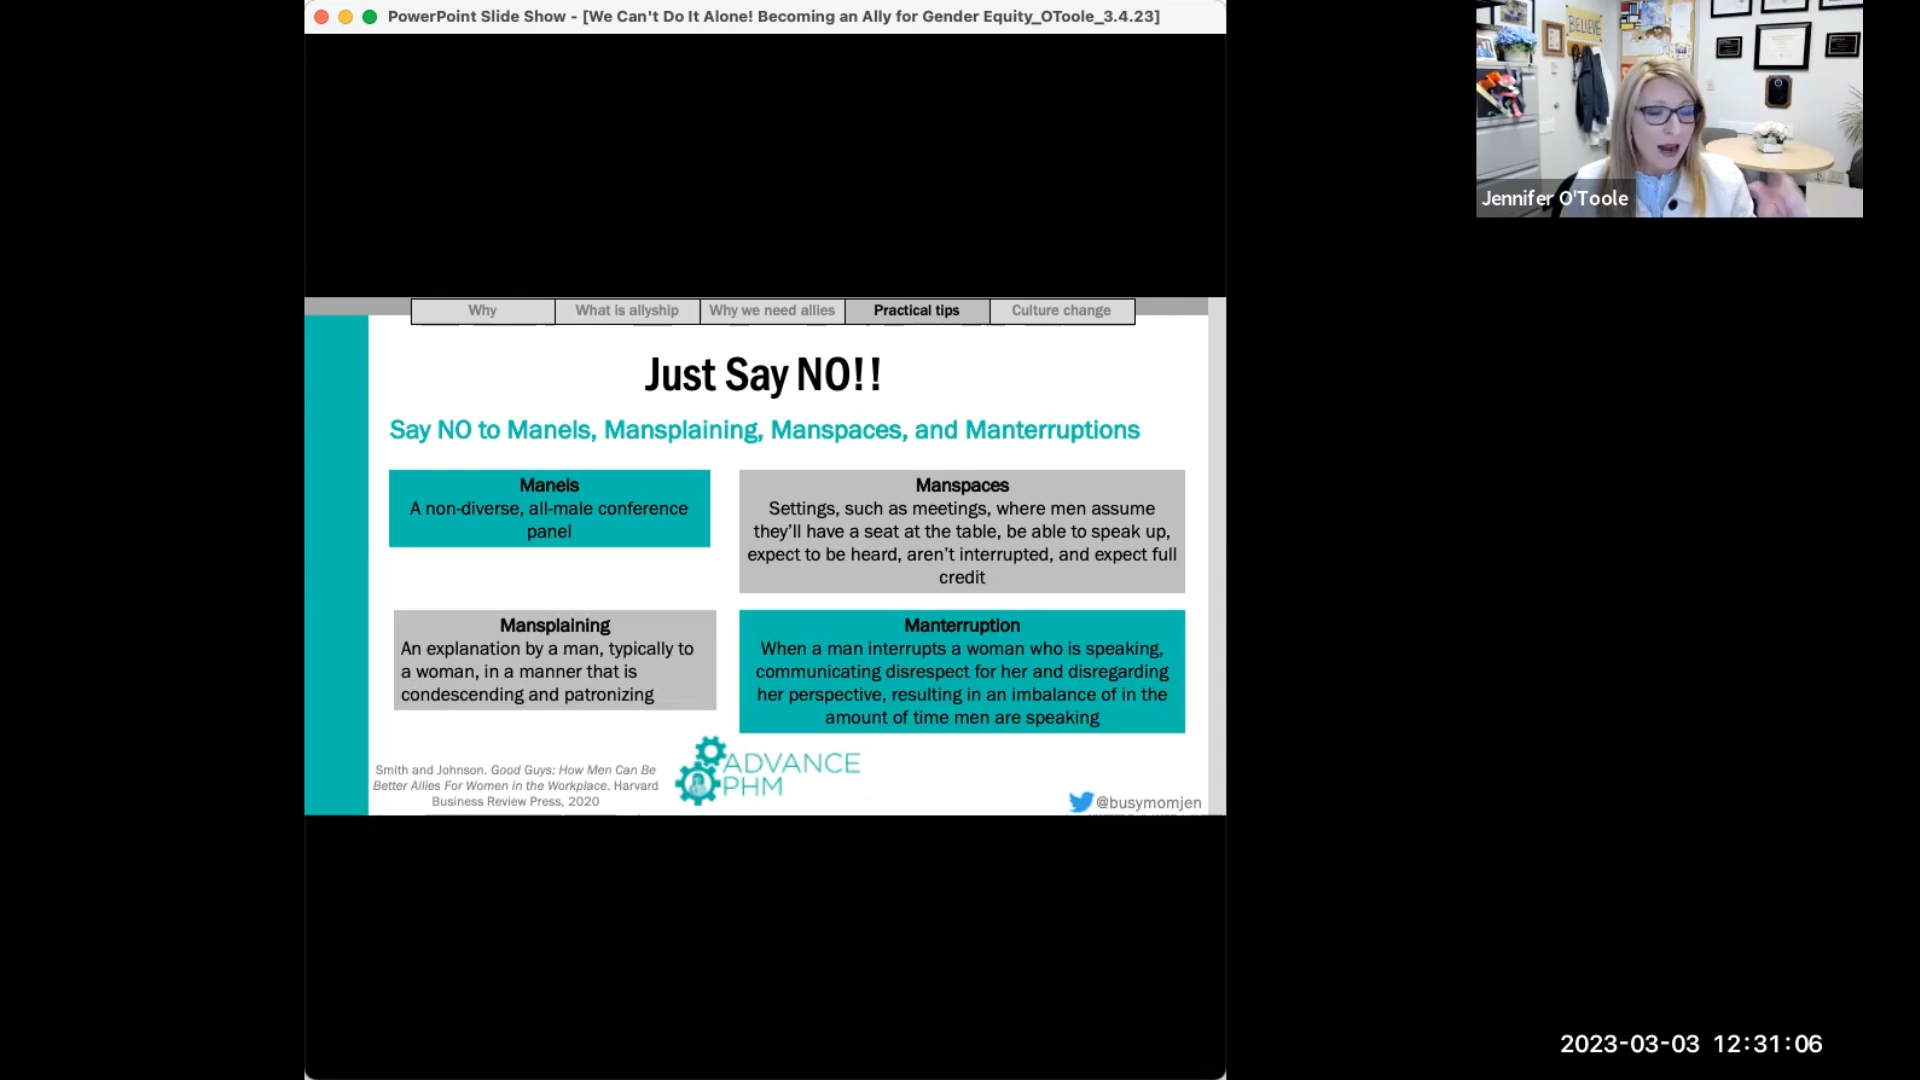 PowerPoint Slide Show - [We Can't Do It Alone! Becoming an Ally for Gender Equity_OToole_3.4.23]
BELIEVE
Jennifer O'Toole
Why
What is allyship
Why we need allies
Practical tips
Culture change
Just Say NO!!
Say NO to Manels, Mansplaining, Manspaces, and Manterruptions
Manels
A non-diverse, all-male conference
panel
Manspaces
Settings, such as meetings, where men assume
they'll have a seat at the table, be able to speak up,
expect to be heard, aren't interrupted, and expect full
credit
Mansplaining
An explanation by a man, typically to
a woman, in a manner that is
condescending and patronizing
Manterruption
When a man interrupts a woman who is speaking,
communicating disrespect for her and disregarding
her perspective, resulting in an imbalance of in the
amount of time men are speaking
Smith and Johnson. Good Guys: How Men Can Be
Better Allies For Women in the Workplace. Harvard
Business Review Press, 2020
ADVANCE
PHM
@busymomjen
2023-03-03 12:31:06